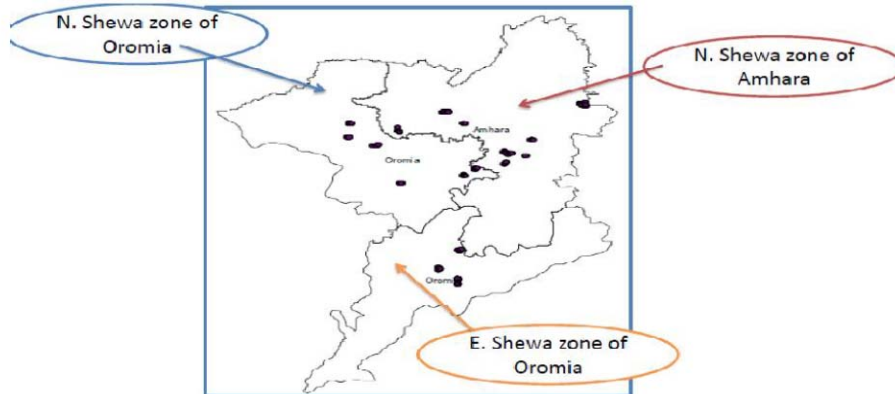 N. Shewa zone of
Oromia
N. Shewa zone of
Amhara
Amhara
Oromia
Oromia
E. Shewa zone of
Oromia